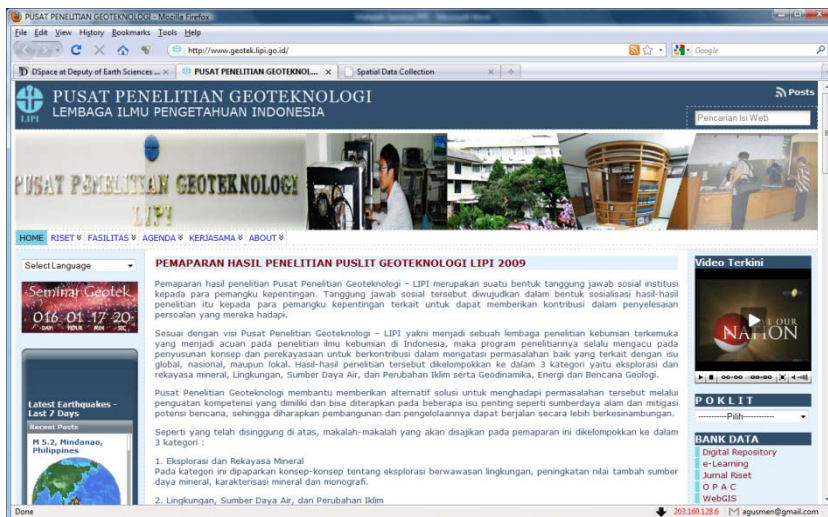 PUSAT PENELITIAN GEOTEKNOLOGI - Mozilla Firefox
File Edit View History Bookmarks Tools Help
http://www.geotek.lipi.go.id/
Google
DSpace at Deputy of Earth Sciences ...
PUSAT PENELITIAN GEOTEKNOL...
Spatial Data Collection
PUSAT PENELITIAN GEOTEKNOLOGI
LEMBAGA ILMU PENGETAHUAN INDONESIA
LIPI
Posts
Pencarian Isi Web
PUSAT PENELITIAN GEOTEKNOLOGI
LIPI
HOME RISET FASILITAS AGENDA KERJASAMA ABOUT
Select Language
Seminar Geotek
016 01 17 20
DAY HOUR MIN SEC
Latest Earthquakes -
Last 7 Days
Recent Posts
M 5.2, Mindanao,
Philippines
PEMAPARAN HASIL PENELITIAN PUSLIT GEOTEKNOLOGI LIPI 2009
Pemaparan hasil penelitian Pusat Penelitian Geoteknologi – LIPI merupakan suatu bentuk tanggung jawab sosial institusi
kepada para pemangku kepentingan. Tanggung jawab sosial tersebut diwujudkan dalam bentuk sosialisasi hasil-hasil
penelitian itu kepada para pemangku kepentingan terkait untuk dapat memberikan kontribusi dalam penyelesaian
persoalan yang mereka hadapi.
Sesuai dengan visi Pusat Penelitian Geoteknologi – LIPI yakni menjadi sebuah lembaga penelitian kebumian terkemuka
yang menjadi acuan pada penelitian ilmu kebumian di Indonesia, maka program penelitiannya selalu mengacu pada
penyusunan konsep dan perekayasaan untuk berkontribusi dalam mengatasi permasalahan baik yang terkait dengan isu
global, nasional, maupun lokal. Hasil-hasil penelitian tersebut dikelompokkan ke dalam 3 kategori yaitu eksplorasi dan
rekayasa mineral, Lingkungan, Sumber Daya Air, dan Perubahan Iklim serta Geodinamika, Energi dan Bencana Geologi.
Pusat Penelitian Geoteknologi membantu memberikan alternatif solusi untuk menghadapi permasalahan tersebut melalui
penguatan kompetensi yang dimiliki dan bisa diterapkan pada beberapa isu penting seperti sumberdaya alam dan mitigasi
potensi bencana, sehingga diharapkan pembangunan dan pengelolaannya dapat berjalan secara lebih berkesinambungan.
Seperti yang telah disinggung di atas, makalah-makalah yang akan disajikan pada pemaparan ini dikelompokkan ke dalam
3 kategori :
1. Eksplorasi dan Rekayasa Mineral
Pada kategori ini dipaparkan konsep-konsep tentang eksplorasi berwawasan lingkungan, peningkatan nilai tambah sumber
daya mineral, karakterisasi mineral dan monografi.
2. Lingkungan, Sumber Daya Air, dan Perubahan Iklim
Video Terkini
OUR
NATION
00:00 00:00
POKLIT
----------Pilih----------
BANK DATA
Digital Repository
e-Learning
Jurnal Riset
O P A C
WebGIS
Done
203.160.128.6
agusmen@gmail.com